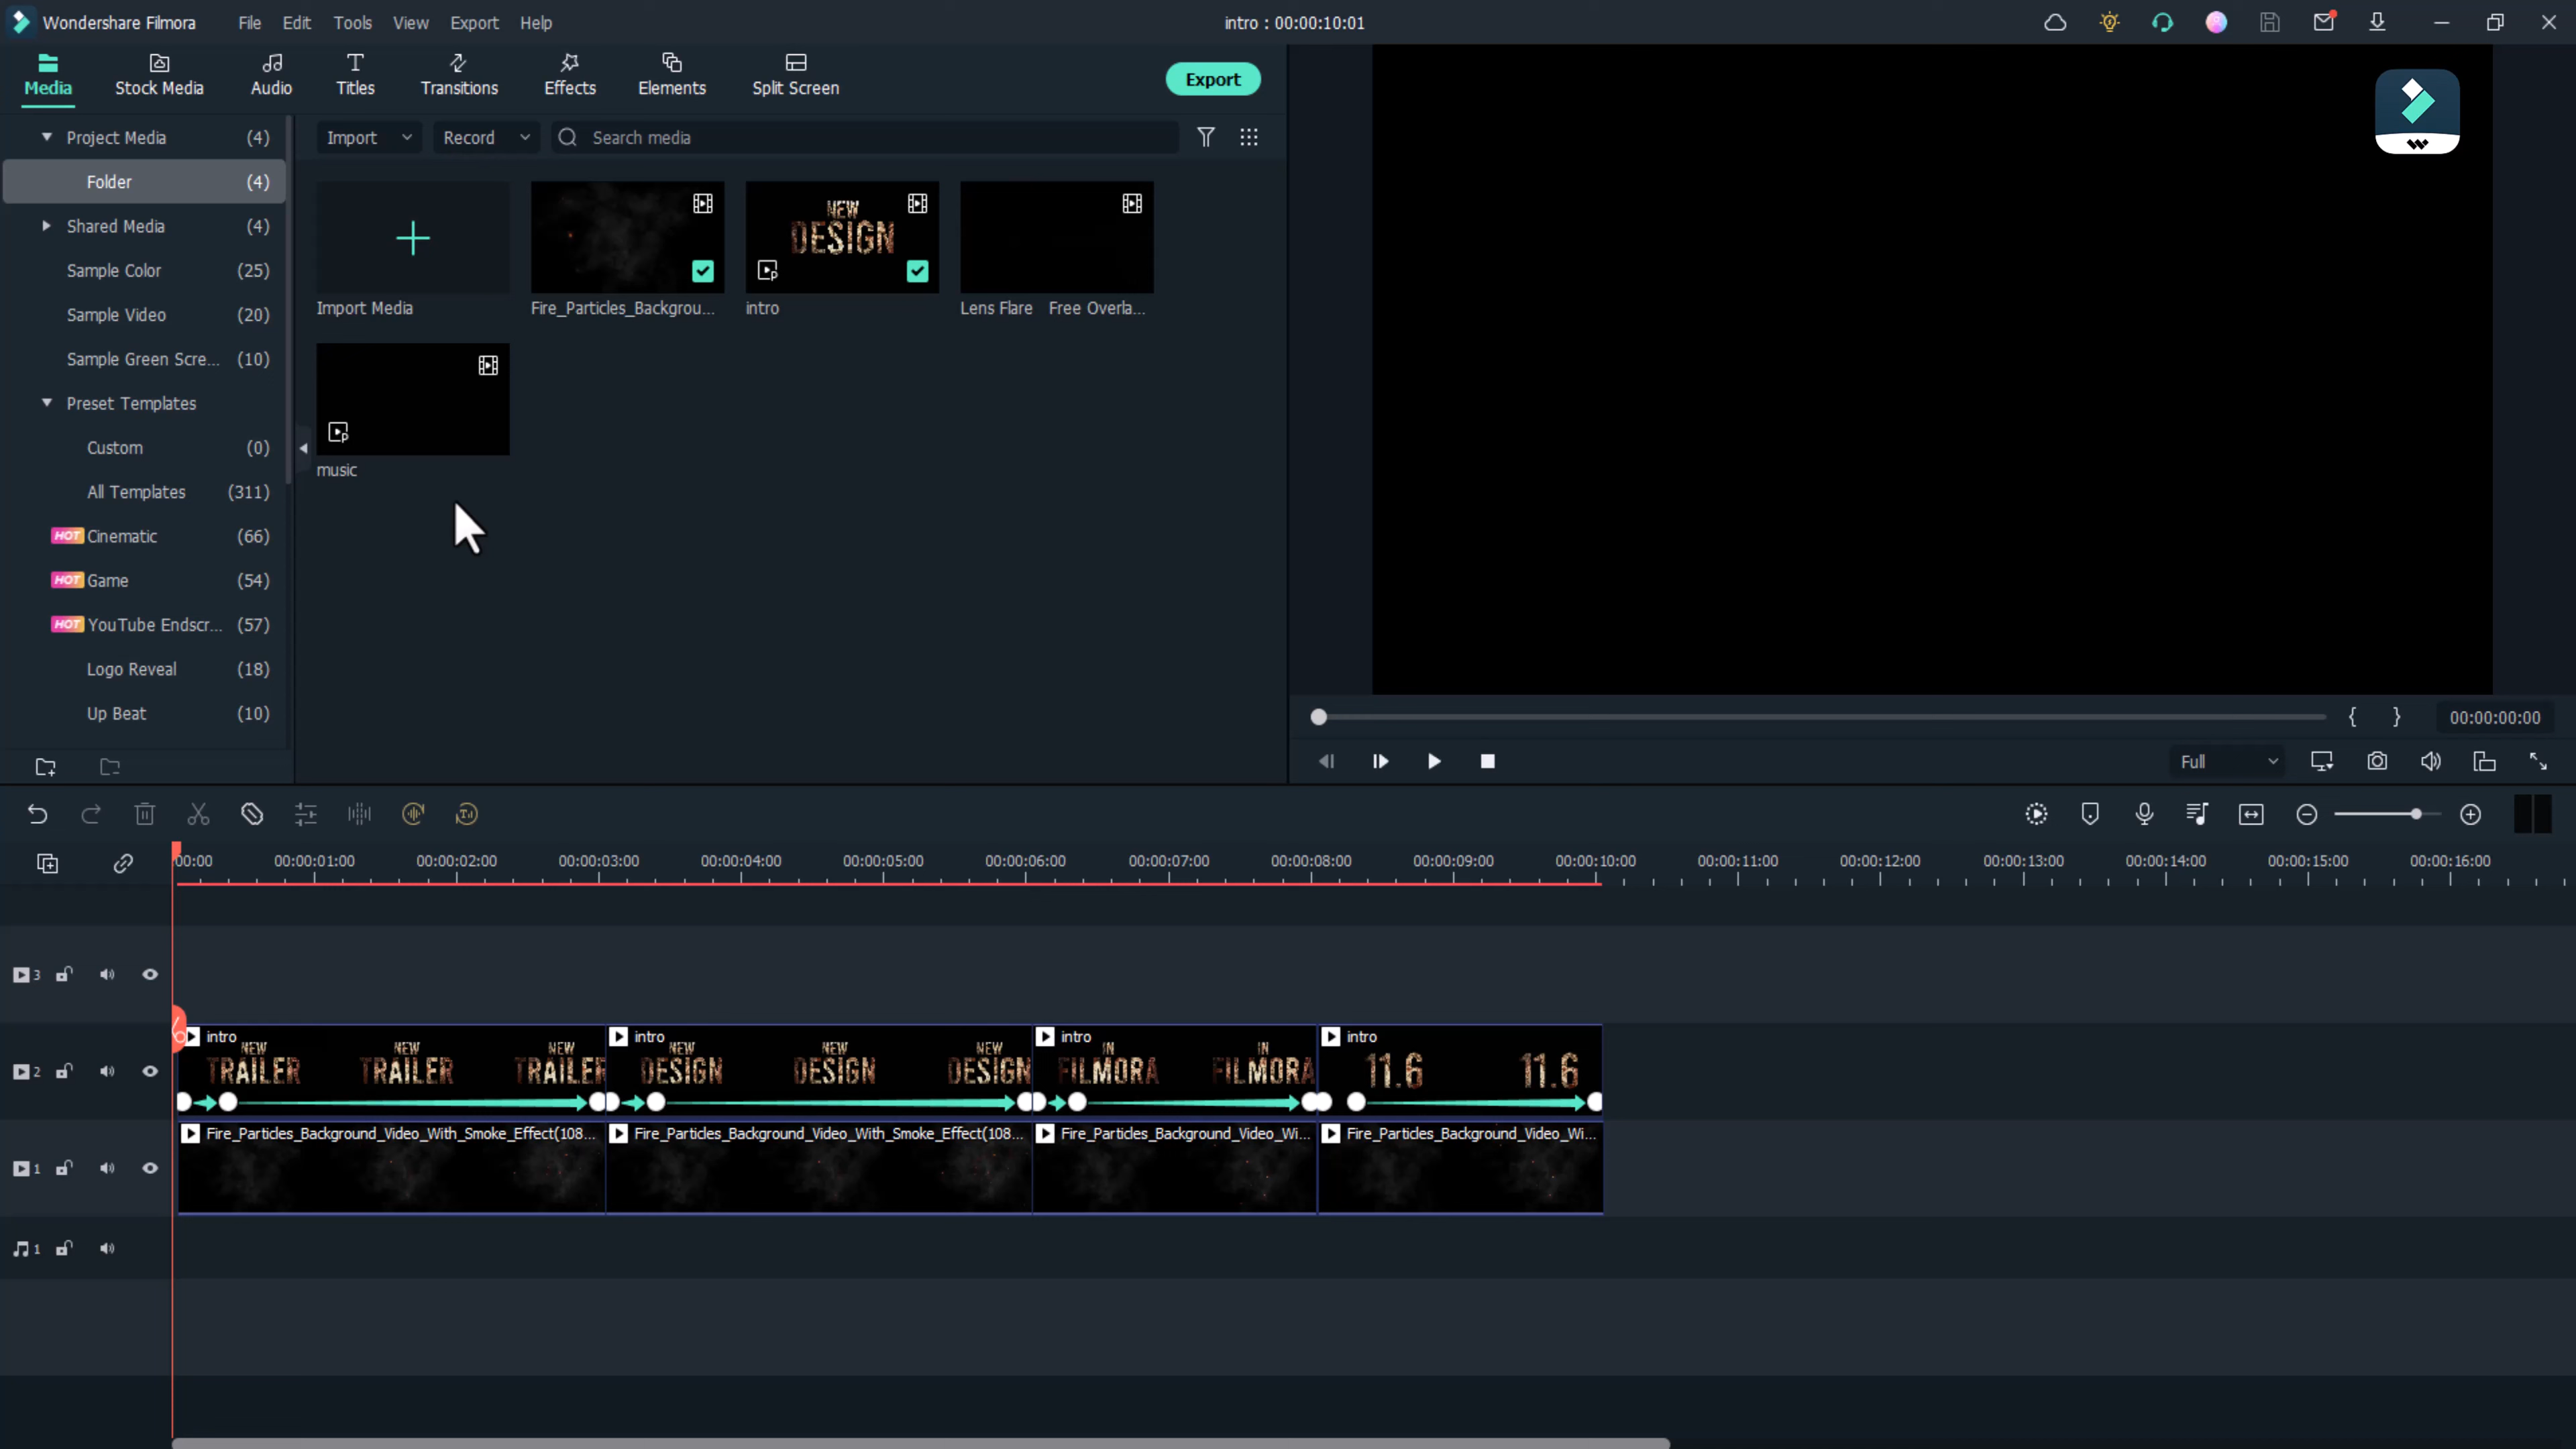 Wondershare Filmora File Edit Tools View Export Help intro : 00:00:10:01
Media Stock Media Audio Titles Transitions Effects Elements Split Screen Export
Project Media (4)
Folder (4)
Shared Media (4)
Sample Color (25)
Sample Video (20)
Sample Green Scre... (10)
Preset Templates
Custom (0)
All Templates (311)
HOT Cinematic (66)
HOT Game (54)
HOT YouTube Endscr... (57)
Logo Reveal (18)
Up Beat (10)
Import Record Search media
NEW
DESIGN
Import Media Fire_Particles_Backgrou... intro Lens Flare Free Overla...
music
{ } 00:00:00:00
Full
00:00 00:00:01:00 00:00:02:00 00:00:03:00 00:00:04:00 00:00:05:00 00:00:06:00 00:00:07:00 00:00:08:00 00:00:09:00 00:00:10:00 00:00:11:00 00:00:12:00 00:00:13:00 00:00:14:00 00:00:15:00 00:00:16:00
3
intro intro intro intro
NEW NEW NEW NEW NEW NEW IN IN
2 TRAILER TRAILER TRAILER DESIGN DESIGN DESIGN FILMORA FILMORA 11.6 11.6
Fire_Particles_Background_Video_With_Smoke_Effect(108... Fire_Particles_Background_Video_With_Smoke_Effect(108... Fire_Particles_Background_Video_Wi... Fire_Particles_Background_Video_Wi...
1
1